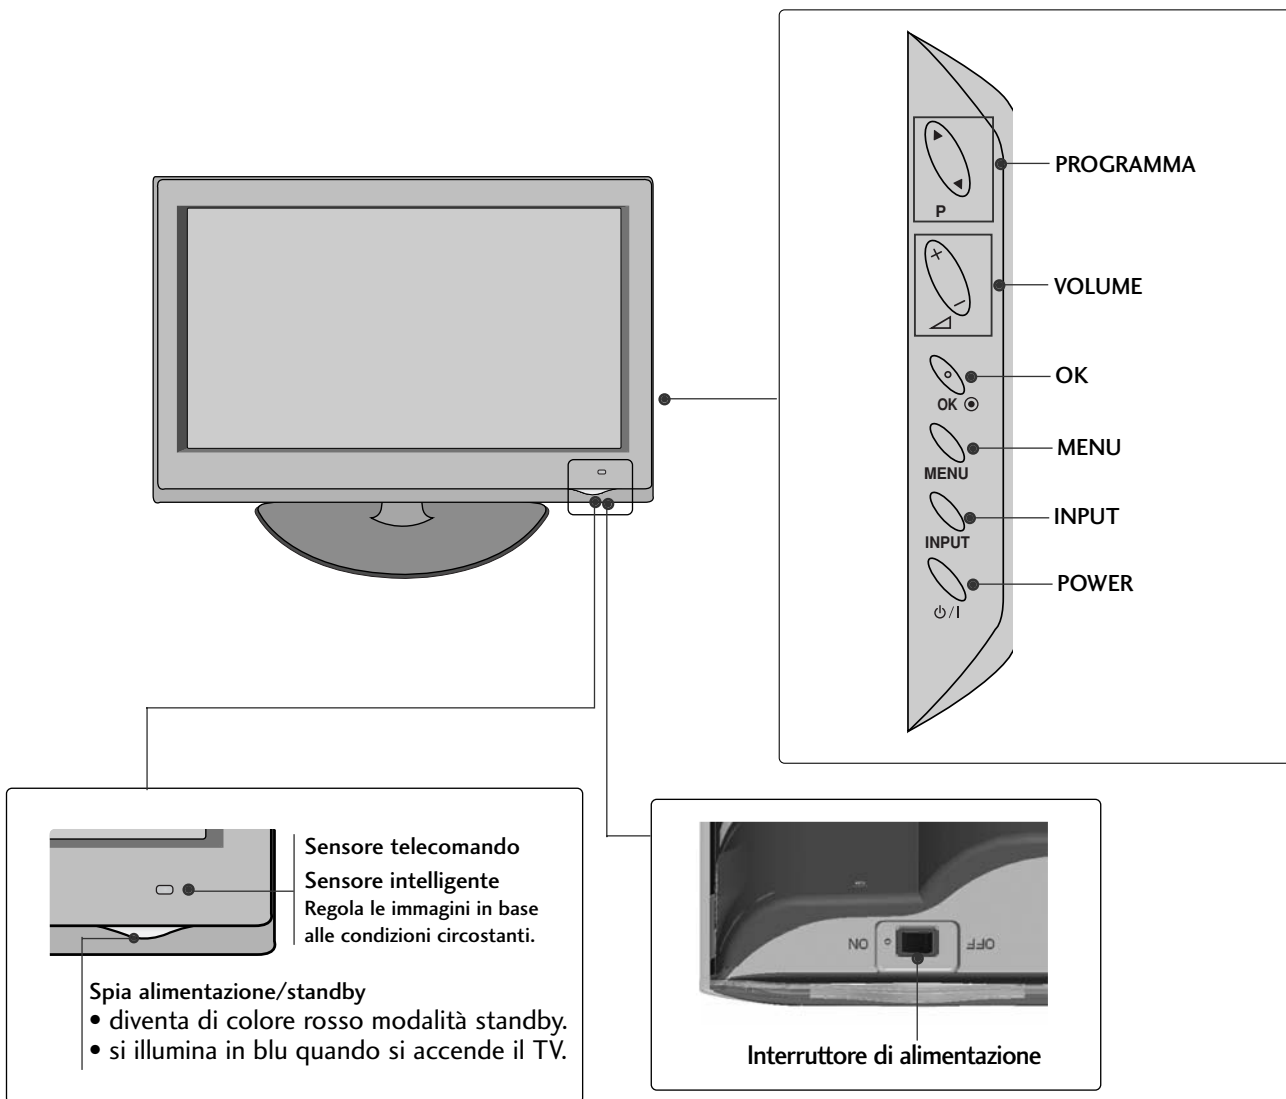 PROGRAMMA
P
VOLUME
OK
OK
MENU
MENU
INPUT
INPUT
POWER
/ I
Sensore telecomando
Sensore intelligente
Regola le immagini in base
alle condizioni circostanti.
Spia alimentazione/standby
• diventa di colore rosso modalità standby.
• si illumina in blu quando si accende il TV.
ON
OFF
Interruttore di alimentazione